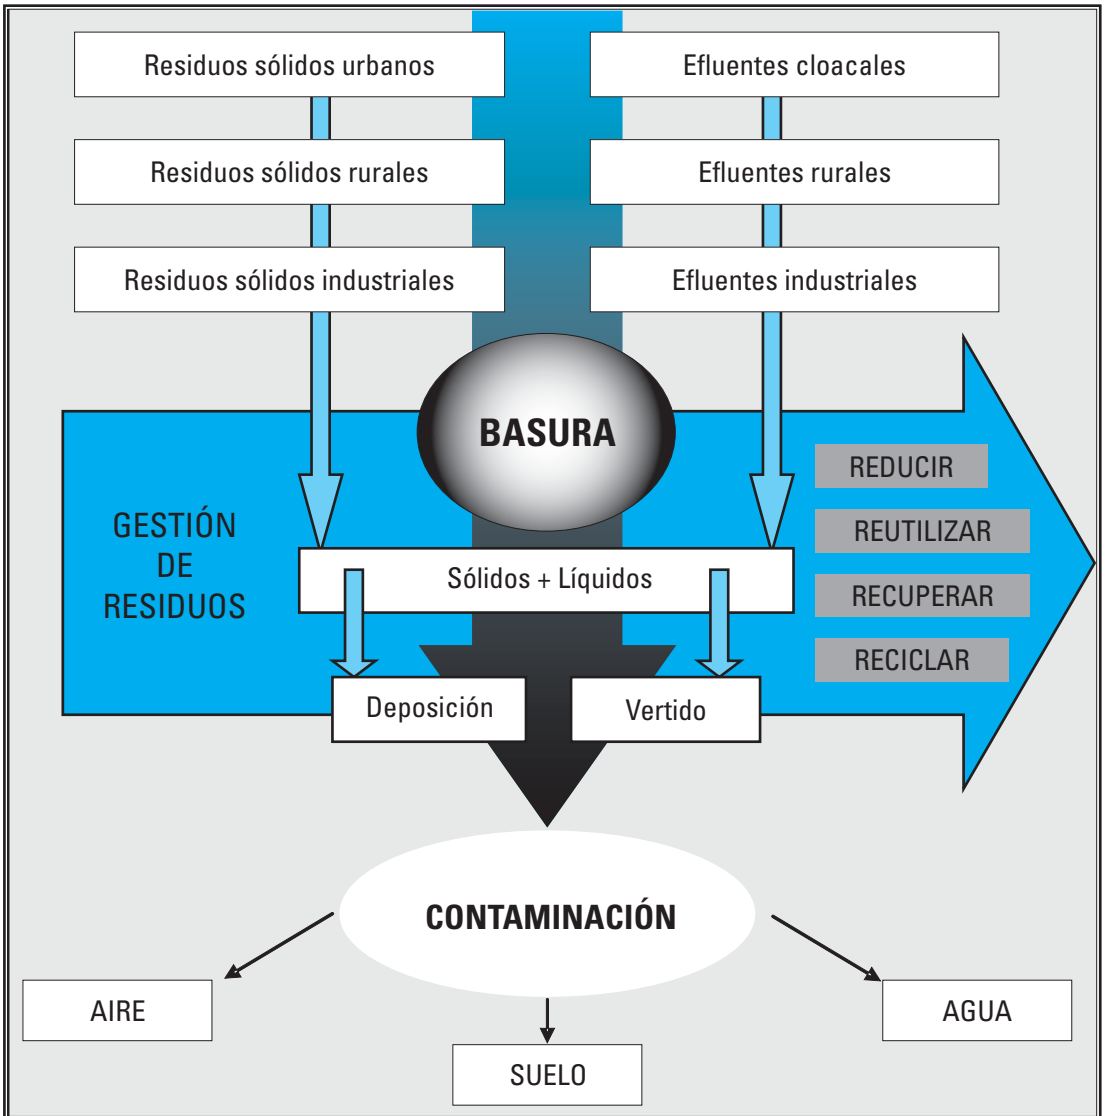 Residuos sólidos urbanos
Efluentes cloacales
Residuos sólidos rurales
Efluentes rurales
Residuos sólidos industriales
Efluentes industriales
BASURA
GESTIÓN
DE
RESIDUOS
REDUCIR
REUTILIZAR
RECUPERAR
RECICLAR
Sólidos + Líquidos
Deposición
Vertido
CONTAMINACIÓN
AIRE
AGUA
SUELO